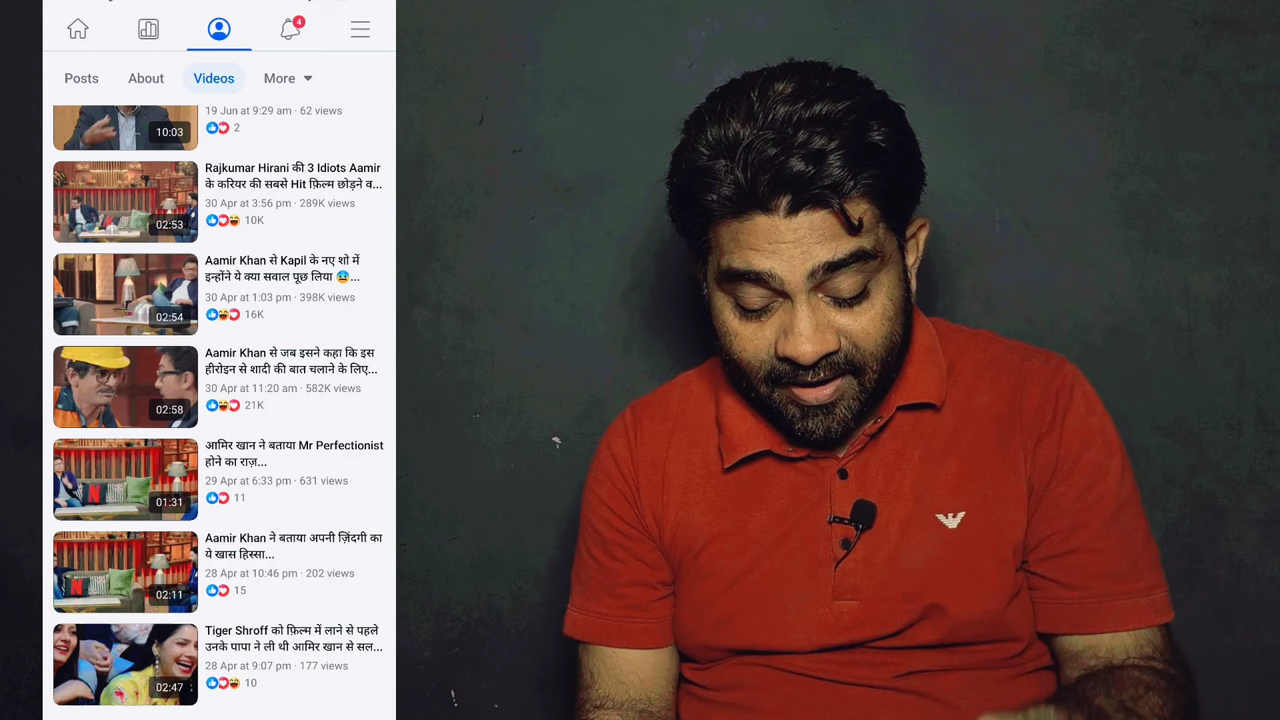 4
Posts About Videos More
19 Jun at 9:29 am · 62 views
10:03
2
Rajkumar Hirani की 3 Idiots Aamir
के करियर की सबसे Hit फ़िल्म छोड़ने व...
30 Apr at 3:56 pm · 289K views
02:53
10K
Aamir Khan से Kapil के नए शो में
इन्होंने ये क्या सवाल पूछ लिया 😰...
30 Apr at 1:03 pm · 398K views
02:54
16K
Aamir Khan से जब इसने कहा कि इस
हीरोइन से शादी की बात चलाने के लिए...
30 Apr at 11:20 am · 582K views
02:58
21K
आमिर खान ने बताया Mr Perfectionist
होने का राज़...
29 Apr at 6:33 pm · 631 views
N
01:31
11
Aamir Khan ने बताया अपनी ज़िंदगी का
ये खास हिस्सा...
28 Apr at 10:46 pm · 202 views
N
02:11
15
Tiger Shroff को फ़िल्म में लाने से पहले
उनके पापा ने ली थी आमिर खान से सल...
28 Apr at 9:07 pm · 177 views
02:47
10